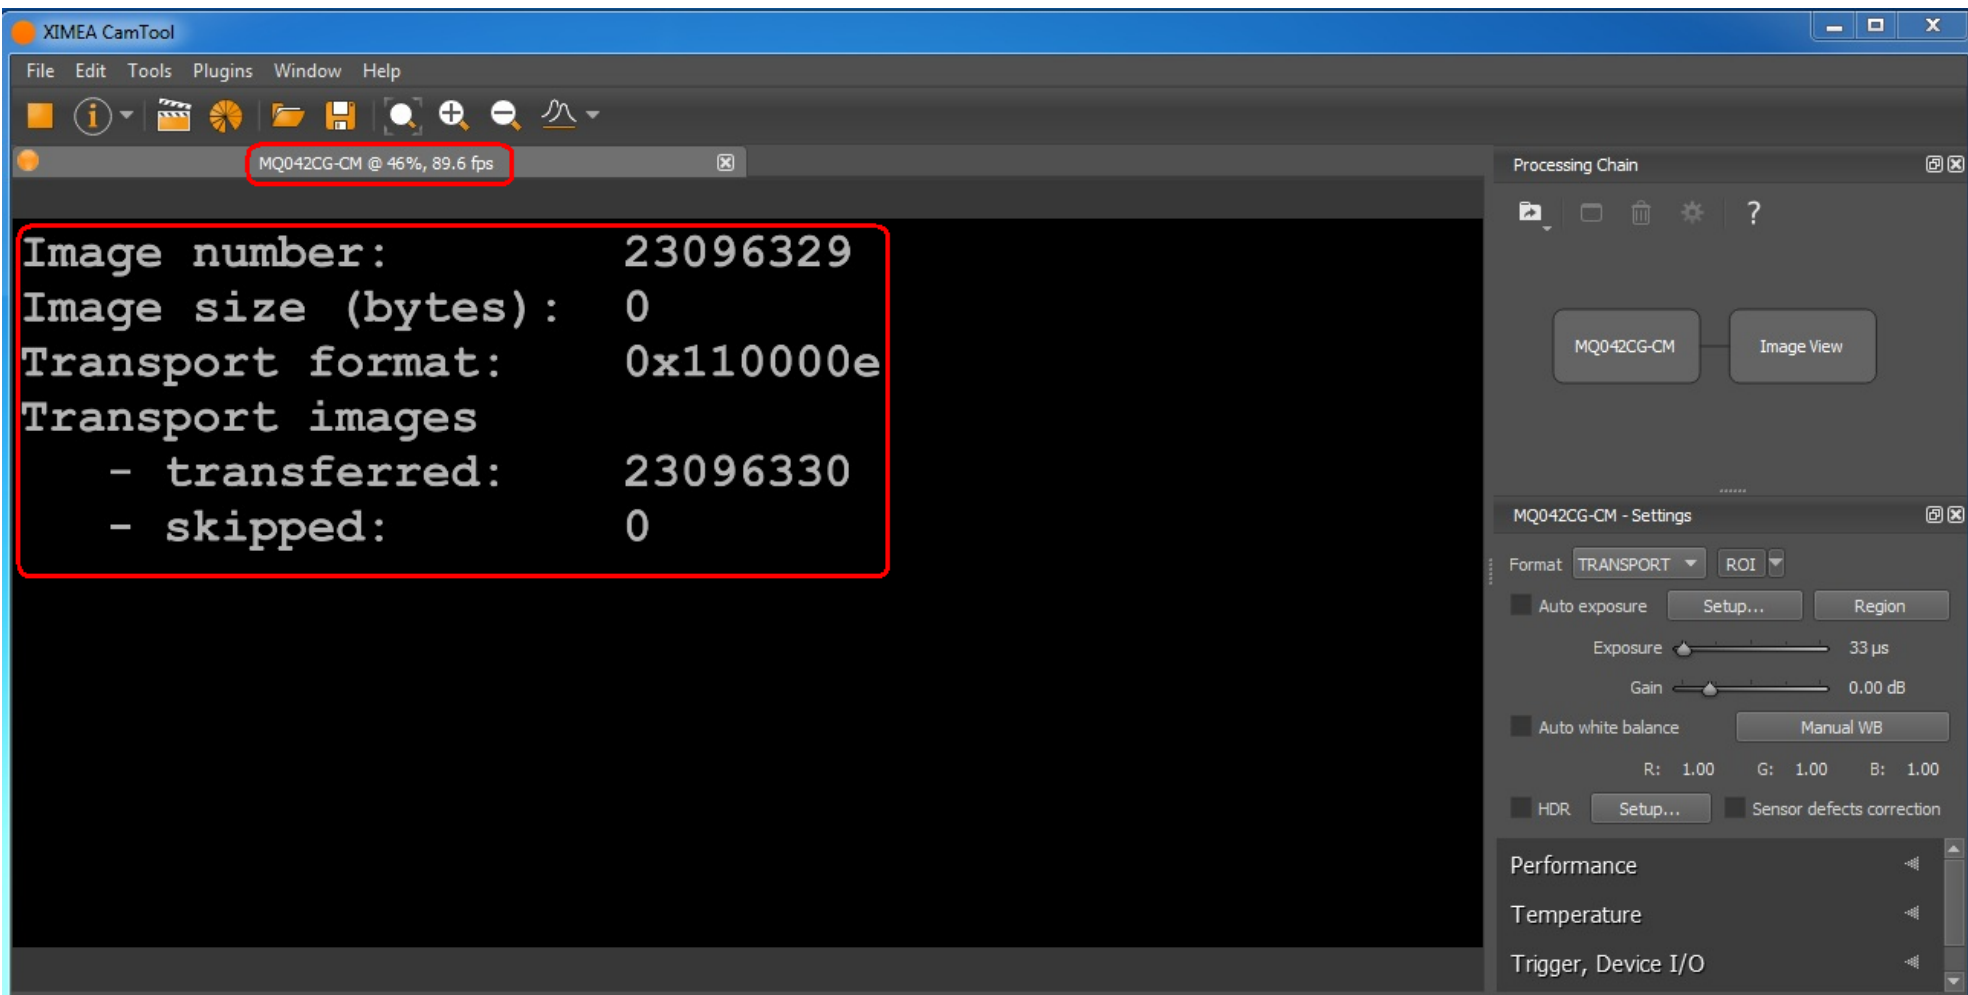 XIMEA CamTool
File Edit Tools Plugins Window Help
MQ042CG-CM @ 46%, 89.6 fps
Image number: 23096329
Image size (bytes): 0
Transport format: 0x110000e
Transport images
- transferred: 23096330
- skipped: 0
Processing Chain
?
MQ042CG-CM
Image View
MQ042CG-CM - Settings
Format TRANSPORT ROI
Auto exposure Setup... Region
Exposure 33 µs
Gain 0.00 dB
Auto white balance Manual WB
R: 1.00 G: 1.00 B: 1.00
HDR Setup... Sensor defects correction
Performance
Temperature
Trigger, Device I/O